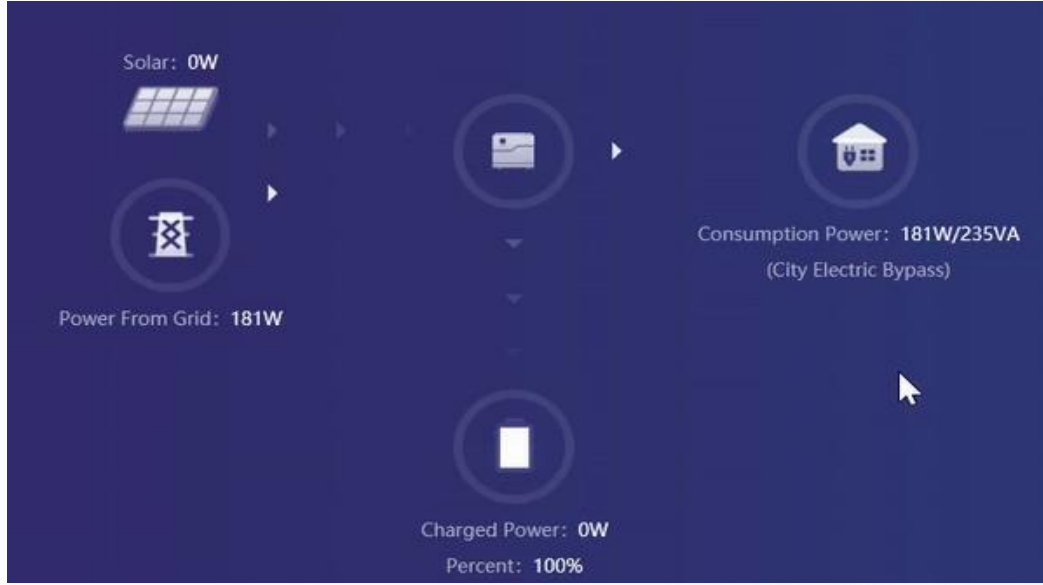 Solar: 0W
Power From Grid: 181W
Consumption Power: 181W/235VA
(City Electric Bypass)
Charged Power: 0W
Percent: 100%